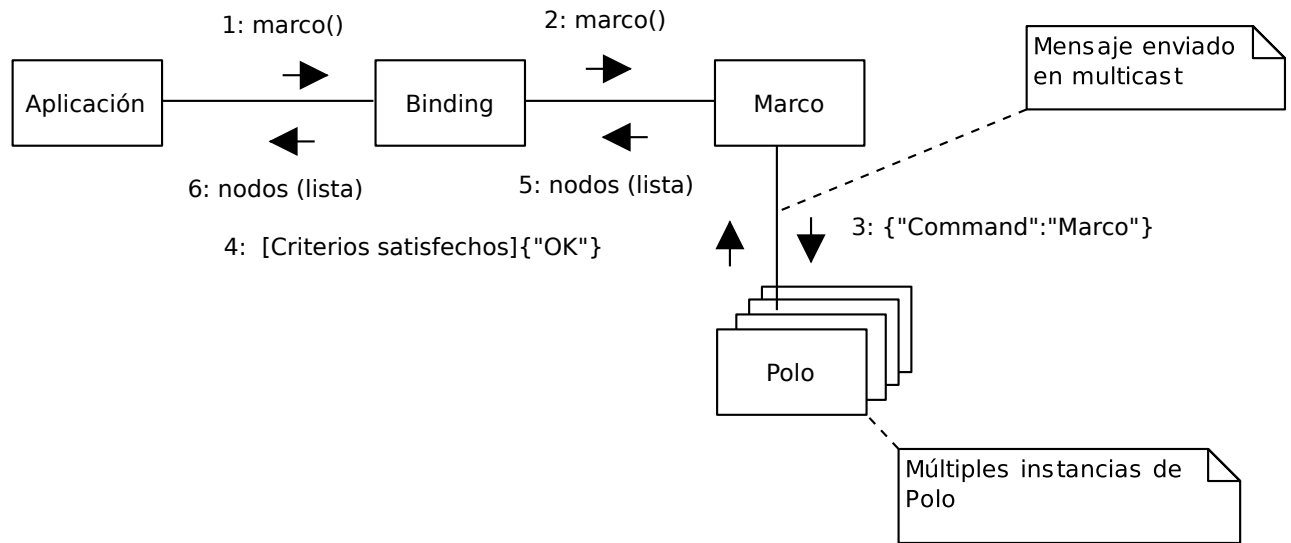 1: marco()
2: marco()
Mensaje enviado
en multicast
Aplicación
Binding
Marco
6: nodos (lista)
5: nodos (lista)
4:  [Criterios satisfechos]{"OK"}
3: {"Command":"Marco"}
Polo
Múltiples instancias de
Polo